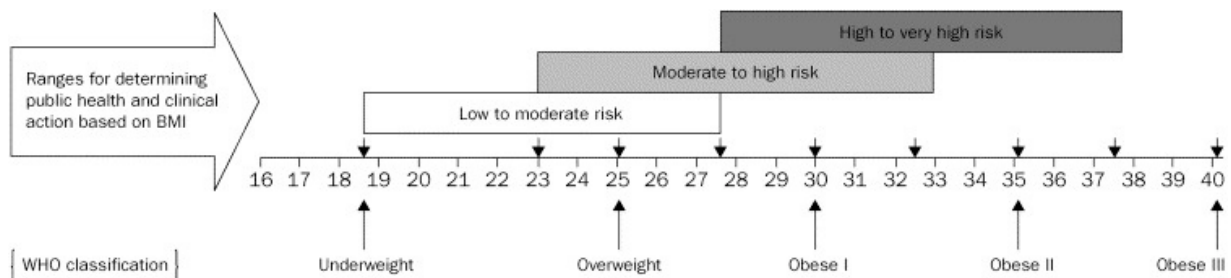 High to very high risk
Ranges for determining
public health and clinical
action based on BMI
Moderate to high risk
Low to moderate risk
16 17 18 19 20 21 22 23 24 25 26 27 28 29 30 31 32 33 34 35 36 37 38 39 40
WHO classification Underweight Overweight Obese I Obese II Obese III